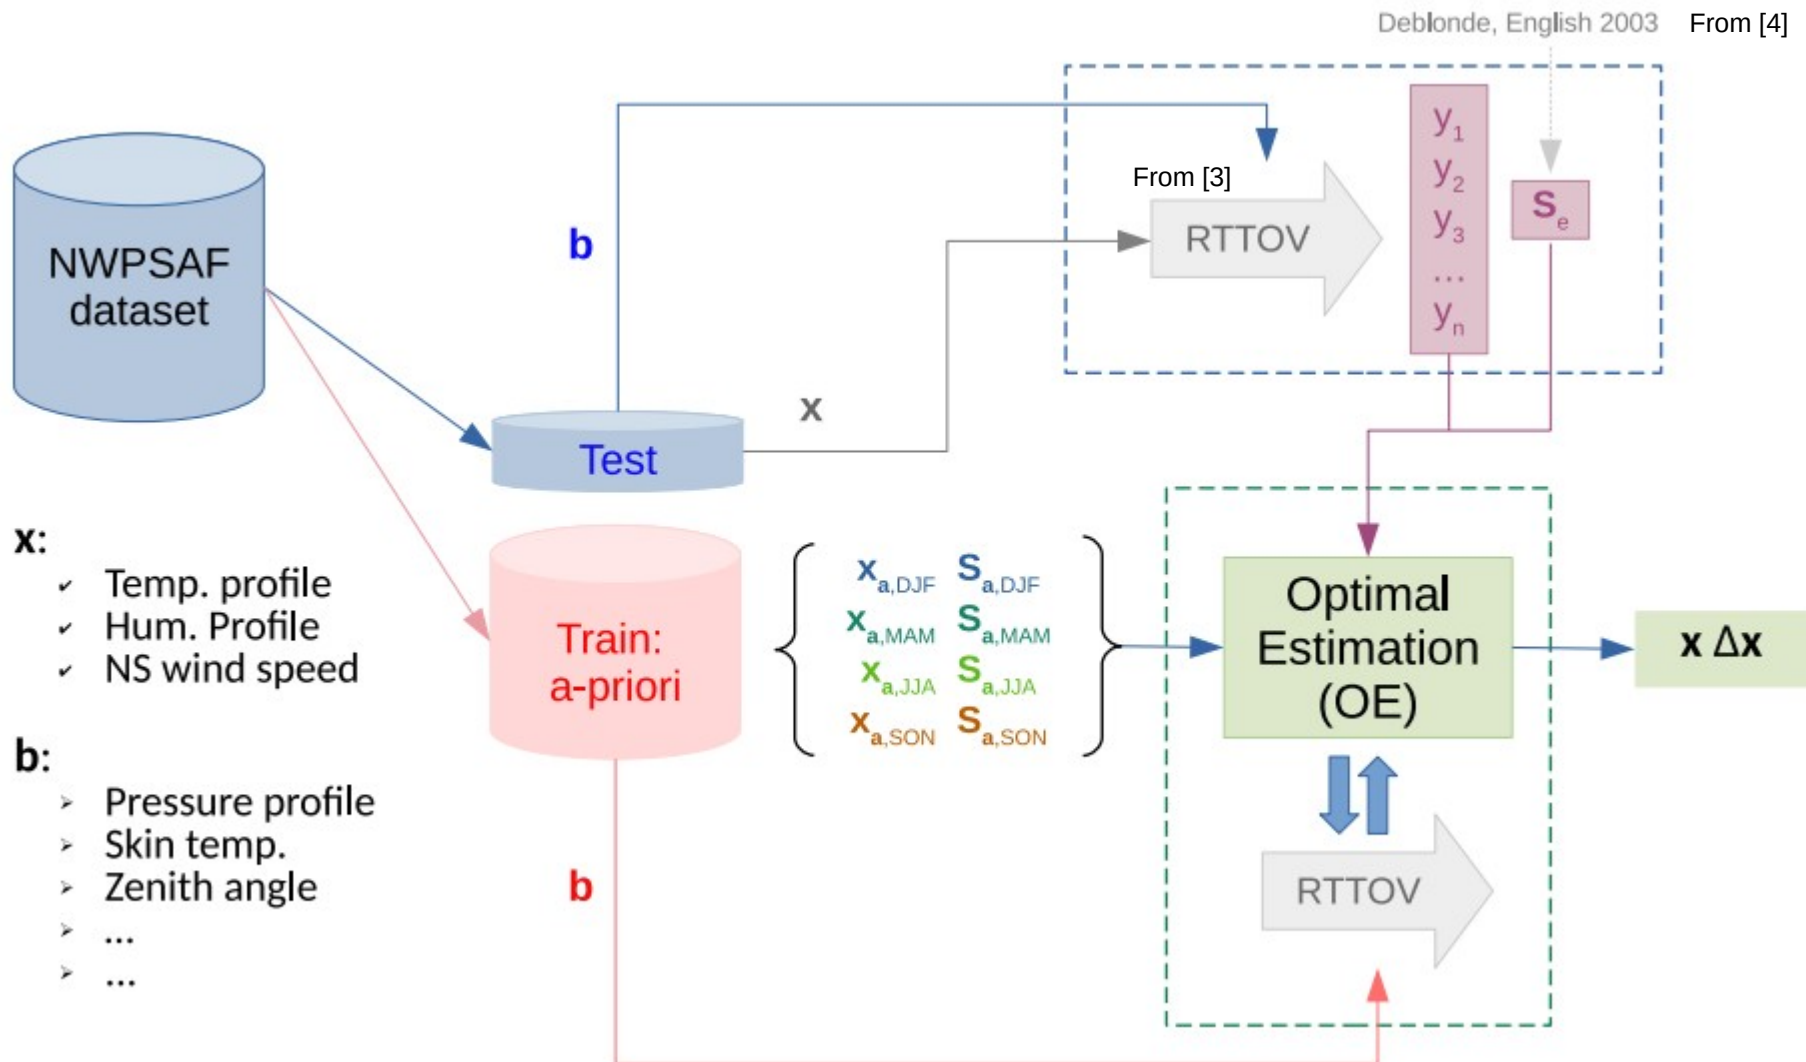 Deblonde, English 2003 From [4]
NWPSAF
dataset
b
From [3]
RTTOV
y1
y2
y3
...
yn
Se
x
Test
x:
✔ Temp. profile
✔ Hum. Profile
✔ NS wind speed
b:
➢ Pressure profile
➢ Skin temp.
➢ Zenith angle
➢ ...
➢ ...
Train:
a-priori
xa,DJF Sa,DJF
xa,MAM Sa,MAM
xa,JJA Sa,JJA
xa,SON Sa,SON
Optimal
Estimation
(OE)
x Δx
b
RTTOV